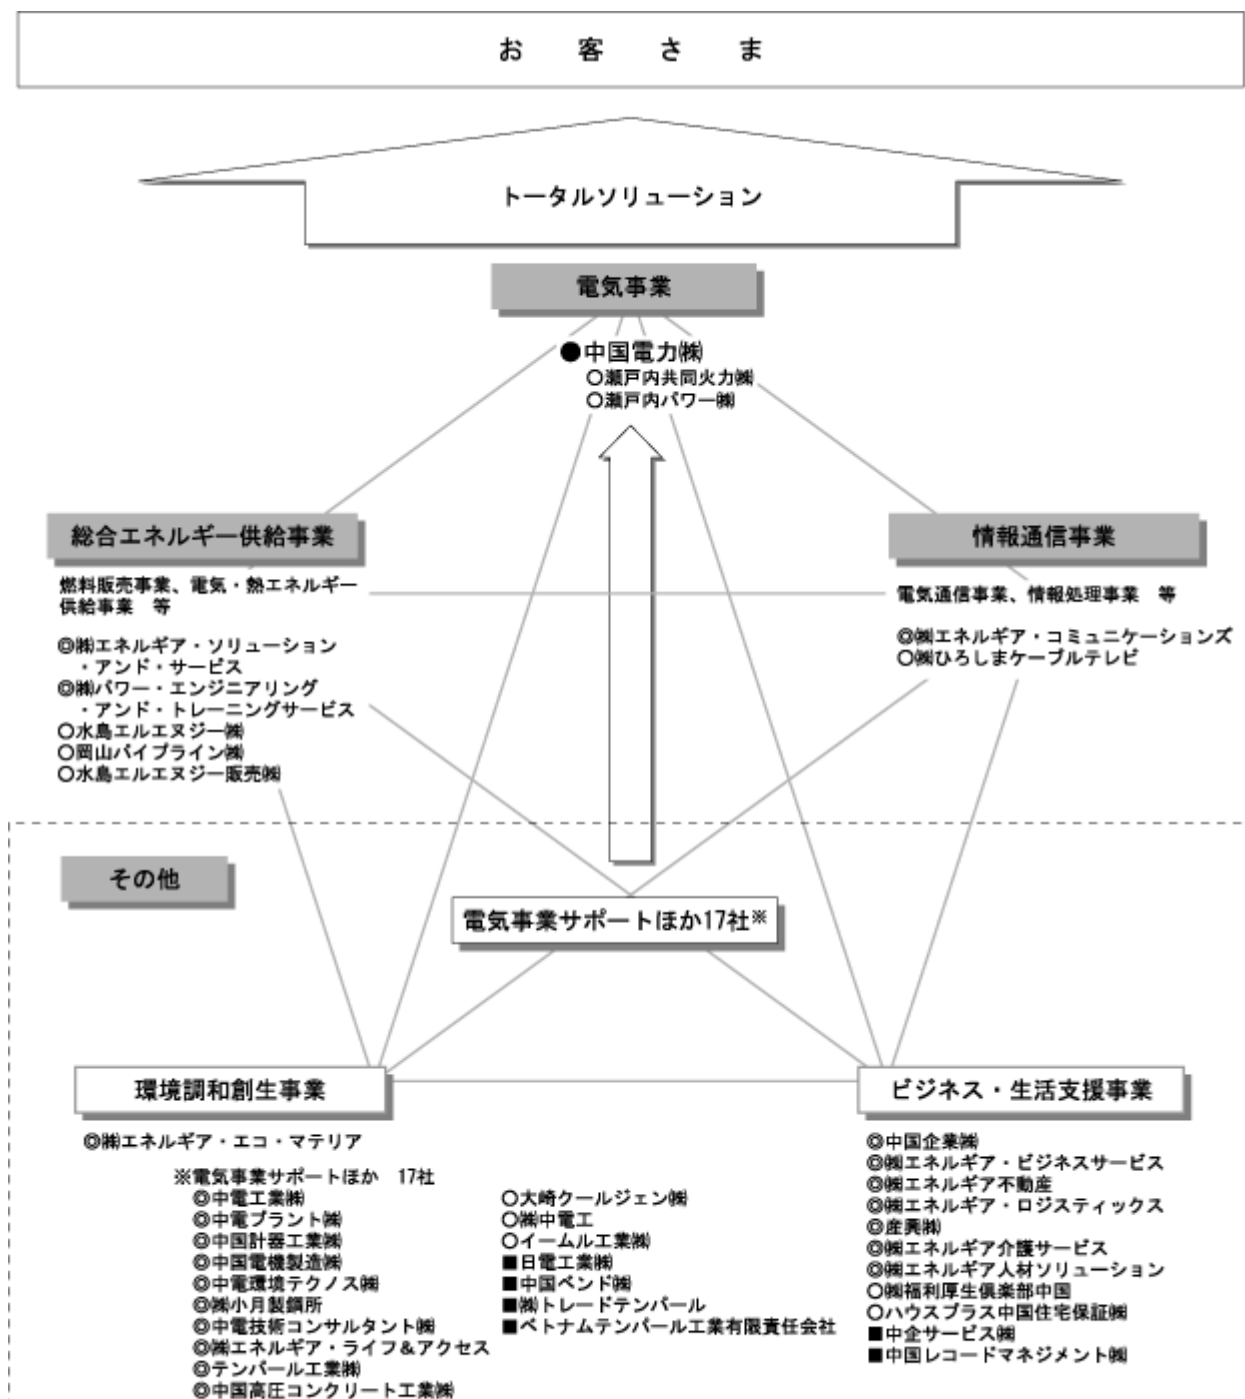 お客さま
トータルソリューション
電気事業
●中国電力㈱
○瀬戸内共同火力㈱
○瀬戸内パワー㈱
総合エネルギー供給事業
燃料販売事業、電気・熱エネルギー
供給事業　等
◎㈱エネルギア・ソリューション
・アンド・サービス
◎㈱パワー・エンジニアリング
・アンド・トレーニングサービス
○水島エルエヌジー㈱
○岡山パイプライン㈱
○水島エルエヌジー販売㈱
情報通信事業
電気通信事業、情報処理事業　等
◎㈱エネルギア・コミュニケーションズ
○㈱ひろしまケーブルテレビ
その他
電気事業サポートほか17社※
環境調和創生事業
◎㈱エネルギア・エコ・マテリア
※電気事業サポートほか　17社
◎中電工業㈱
◎中電プラント㈱
◎中国計器工業㈱
◎中国電機製造㈱
◎中電環境テクノス㈱
◎㈱小月製鋼所
◎中電技術コンサルタント㈱
◎㈱エネルギア・ライフ&アクセス
◎テンパール工業㈱
◎中国高圧コンクリート工業㈱
○大崎クールジェン㈱
○㈱中電工
○イームル工業㈱
■日電工業㈱
■中国ベンド㈱
■㈱トレードテンパール
■ベトナムテンパール工業有限責任会社
ビジネス・生活支援事業
◎中国企業㈱
◎㈱エネルギア・ビジネスサービス
◎㈱エネルギア不動産
◎㈱エネルギア・ロジスティックス
◎産興㈱
◎㈱エネルギア介護サービス
◎㈱エネルギア人材ソリューション
○㈱福利厚生倶楽部中国
○ハウスプラス中国住宅保証㈱
■中企サービス㈱
■中国レコードマネジメント㈱